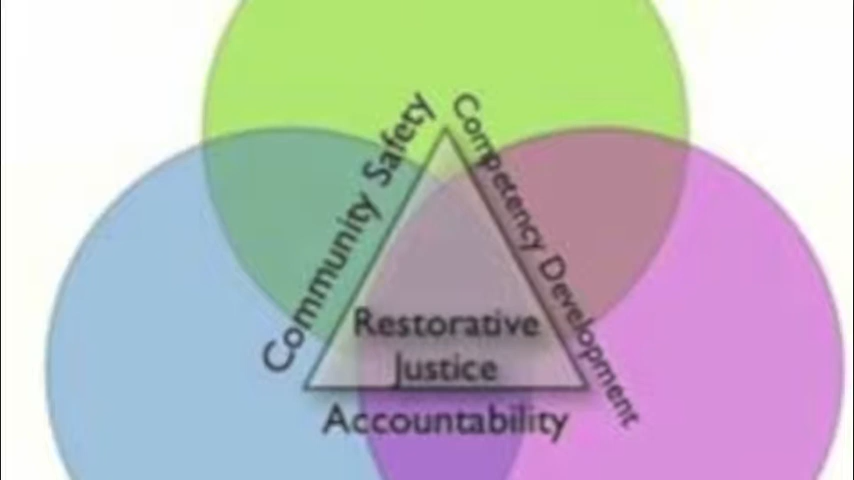 Community Safety
Competency Development
Restorative
Justice
Accountability